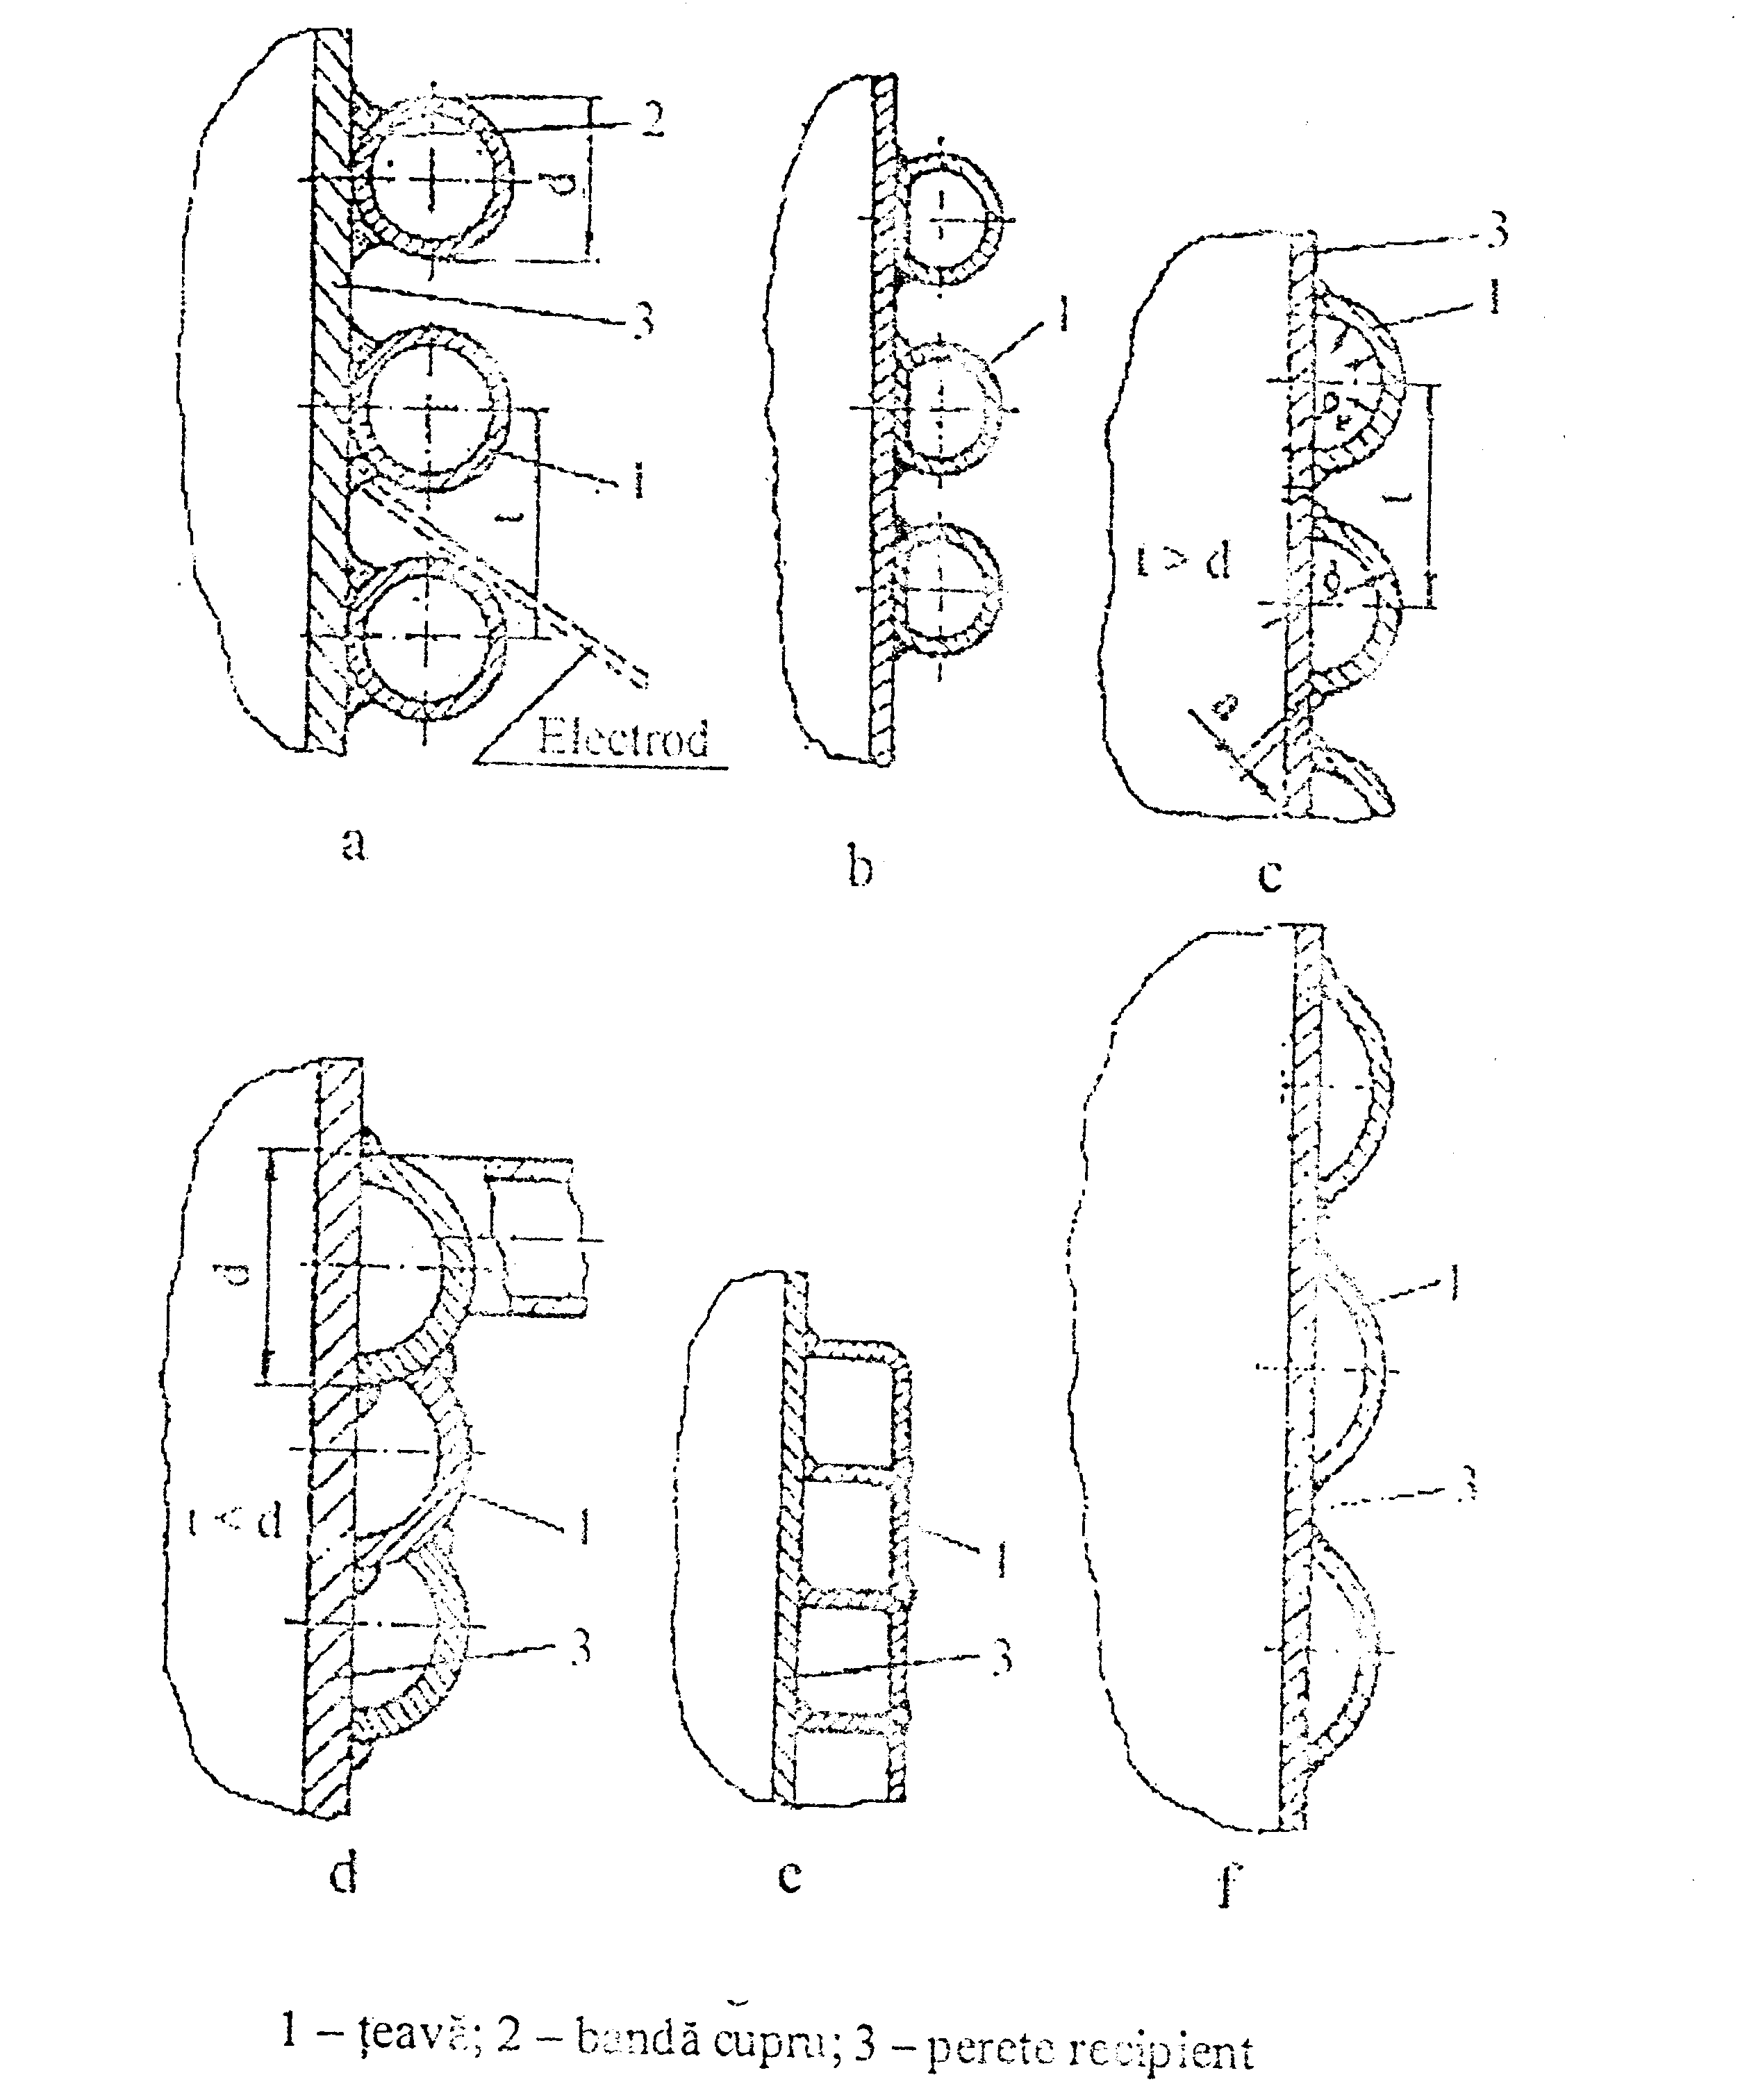 2
d
3
1
t
Electrod
a
1
b
3
1
t
t > d
d
a
c
d
t < d
1
3
d
1
3
e
1
3
f
1 – țeavă; 2 – bandă cupru; 3 – perete recipient